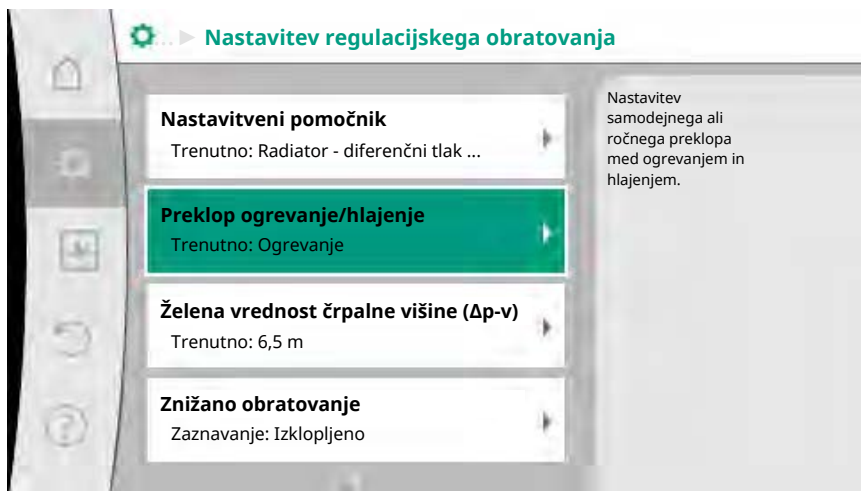 Nastavitev regulacijskega obratovanja
Nastavitveni pomočnik
Trenutno: Radiator - diferenčni tlak ...
Preklop ogrevanje/hlajenje
Trenutno: Ogrevanje
Želena vrednost črpalne višine (Δp-v)
Trenutno: 6,5 m
Znižano obratovanje
Zaznavanje: Izklopljeno
Nastavitev
samodejnega ali
ročnega preklopa
med ogrevanjem in
hlajenjem.